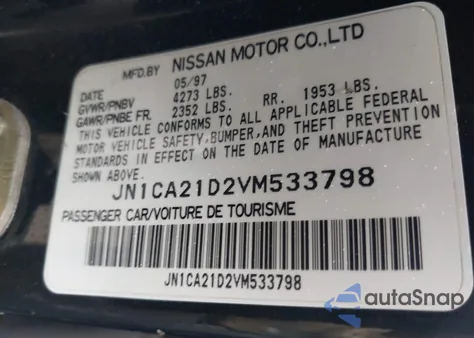 MFD.BY NISSAN MOTOR CO.,LTD
DATE 05/97
GVWR/PNBV 4273 LBS.
GAWR/PNBE FR. 2352 LBS. RR. 1953 LBS.
THIS VEHICLE CONFORMS TO ALL APPLICABLE FEDERAL
MOTOR VEHICLE SAFETY,BUMPER,AND THEFT PREVENTION
STANDARDS IN EFFECT ON THE DATE OF MANUFACTURE
SHOWN ABOVE.
JN1CA21D2VM533798
PASSENGER CAR/VOITURE DE TOURISME
JN1CA21D2VM533798
autoSnap